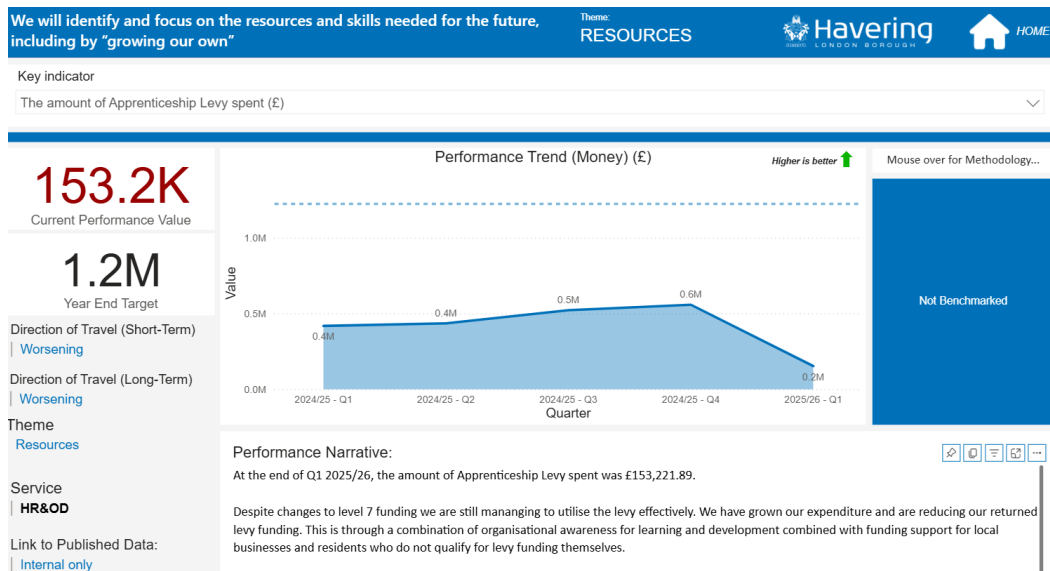 We will identify and focus on the resources and skills needed for the future,
including by “growing our own”
Theme:
RESOURCES
Havering
LONDON BOROUGH
HOME
Key indicator
The amount of Apprenticeship Levy spent (£)
153.2K
Current Performance Value
1.2M
Year End Target
Direction of Travel (Short-Term)
Worsening
Direction of Travel (Long-Term)
Worsening
Theme
Resources
Service
HR&OD
Link to Published Data:
Internal only
Performance Trend (Money) (£)
Higher is better
Value
1.0M
0.5M
0.0M
0.4M
0.4M
0.5M
0.6M
0.2M
2024/25 - Q1
2024/25 - Q2
2024/25 - Q3
2024/25 - Q4
2025/26 - Q1
Quarter
Mouse over for Methodology...
Not Benchmarked
Performance Narrative:
At the end of Q1 2025/26, the amount of Apprenticeship Levy spent was £153,221.89.
Despite changes to level 7 funding we are still mananging to utilise the levy effectively. We have grown our expenditure and are reducing our returned
levy funding. This is through a combination of organisational awareness for learning and development combined with funding support for local
businesses and residents who do not qualify for levy funding themselves.